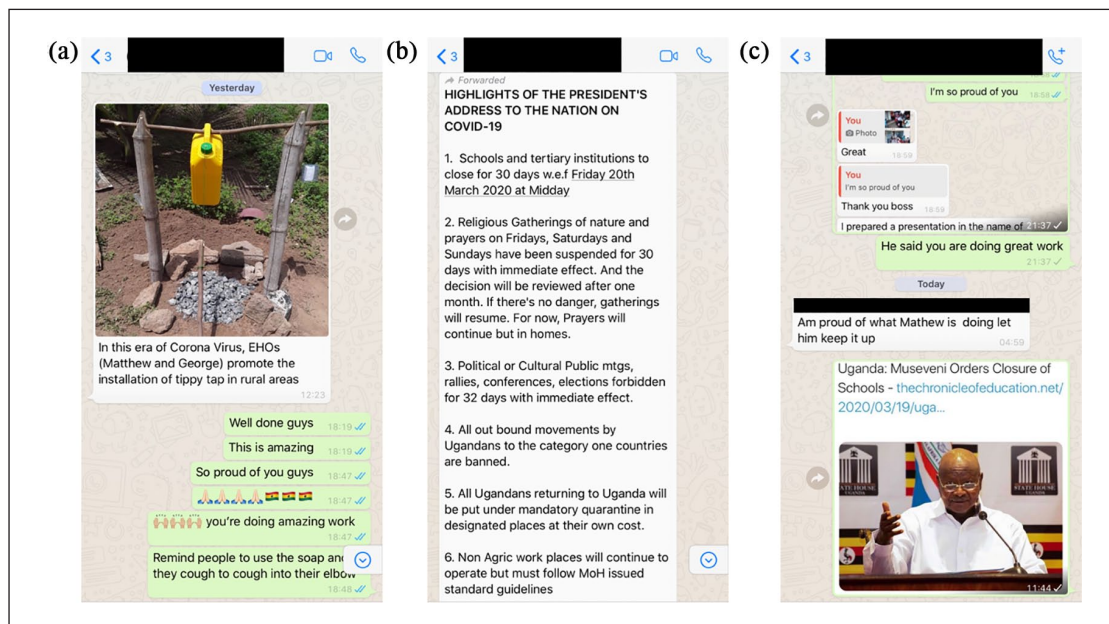 (a)
3
Yesterday
In this era of Corona Virus, EHOs
(Matthew and George) promote the
installation of tippy tap in rural areas
12:23
Well done guys 18:19
This is amazing 18:19
So proud of you guys 18:47
18:47
you're doing amazing work
18:47
Remind people to use the soap and
they cough to cough into their elbow
18:48
(b)
3
Forwarded
HIGHLIGHTS OF THE PRESIDENT'S
ADDRESS TO THE NATION ON
COVID-19
1. Schools and tertiary institutions to
close for 30 days w.e.f Friday 20th
March 2020 at Midday
2. Religious Gatherings of nature and
prayers on Fridays, Saturdays and
Sundays have been suspended for 30
days with immediate effect. And the
decision will be reviewed after one
month. If there's no danger, gatherings
will resume. For now, Prayers will
continue but in homes.
3. Political or Cultural Public mtgs,
rallies, conferences, elections forbidden
for 32 days with immediate effect.
4. All out bound movements by
Ugandans to the category one countries
are banned.
5. All Ugandans returning to Uganda will
be put under mandatory quarantine in
designated places at their own cost.
6. Non Agric work places will continue to
operate but must follow MoH issued
standard guidelines
(c)
3
I'm so proud of you 18:58
You
Photo
Great 18:59
You
I'm so proud of you
Thank you boss 18:59
I prepared a presentation in the name of 21:37
He said you are doing great work
21:37
Today
Am proud of what Mathew is doing let
him keep it up 04:59
Uganda: Museveni Orders Closure of
Schools - thechronicleofeducation.net/
2020/03/19/uga...
STATE HOUSE
UGANDA
STATE HOUSE
UGANDA
11:44